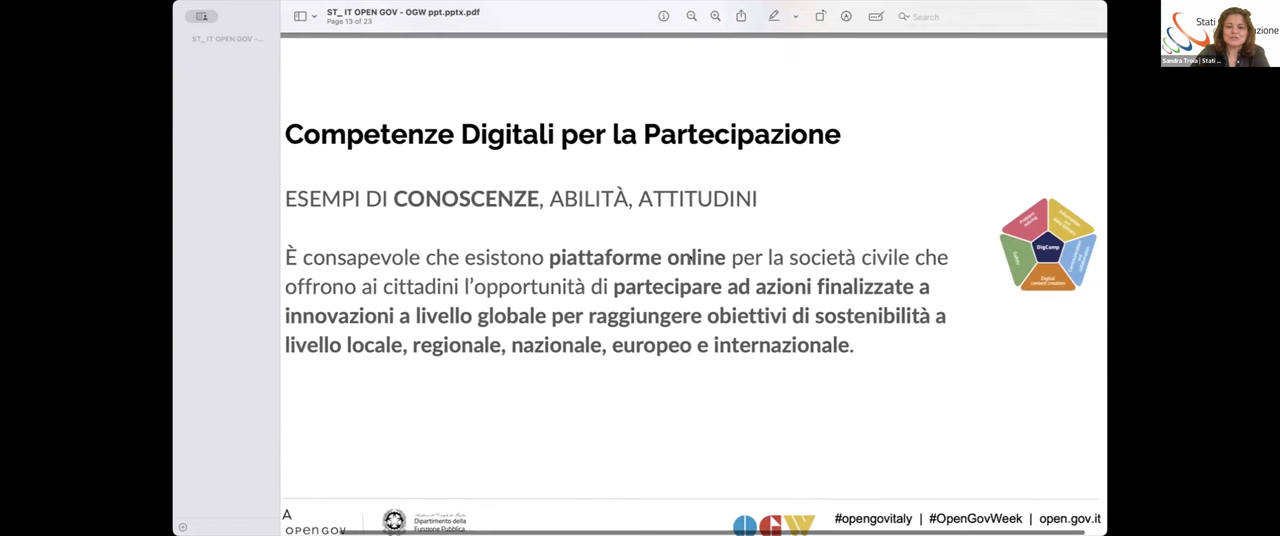 ST_ IT OPEN GOV - OGW ppt.pptx.pdf
Page 13 of 23
Search
ST_ IT OPEN GOV -...
Stati
Sandra Troia | Stati ...
Competenze Digitali per la Partecipazione
ESEMPI DI CONOSCENZE, ABILITÀ, ATTITUDINI
È consapevole che esistono piattaforme online per la società civile che
offrono ai cittadini l'opportunità di partecipare ad azioni finalizzate a
innovazioni a livello globale per raggiungere obiettivi di sostenibilità a
livello locale, regionale, nazionale, europeo e internazionale.
Problem
solving
Safety
DigComp
Digital
content creation
A
OPENGOV
Dipartimento della
Funzione Pubblica
OGW
#opengovitaly | #OpenGovWeek | open.gov.it